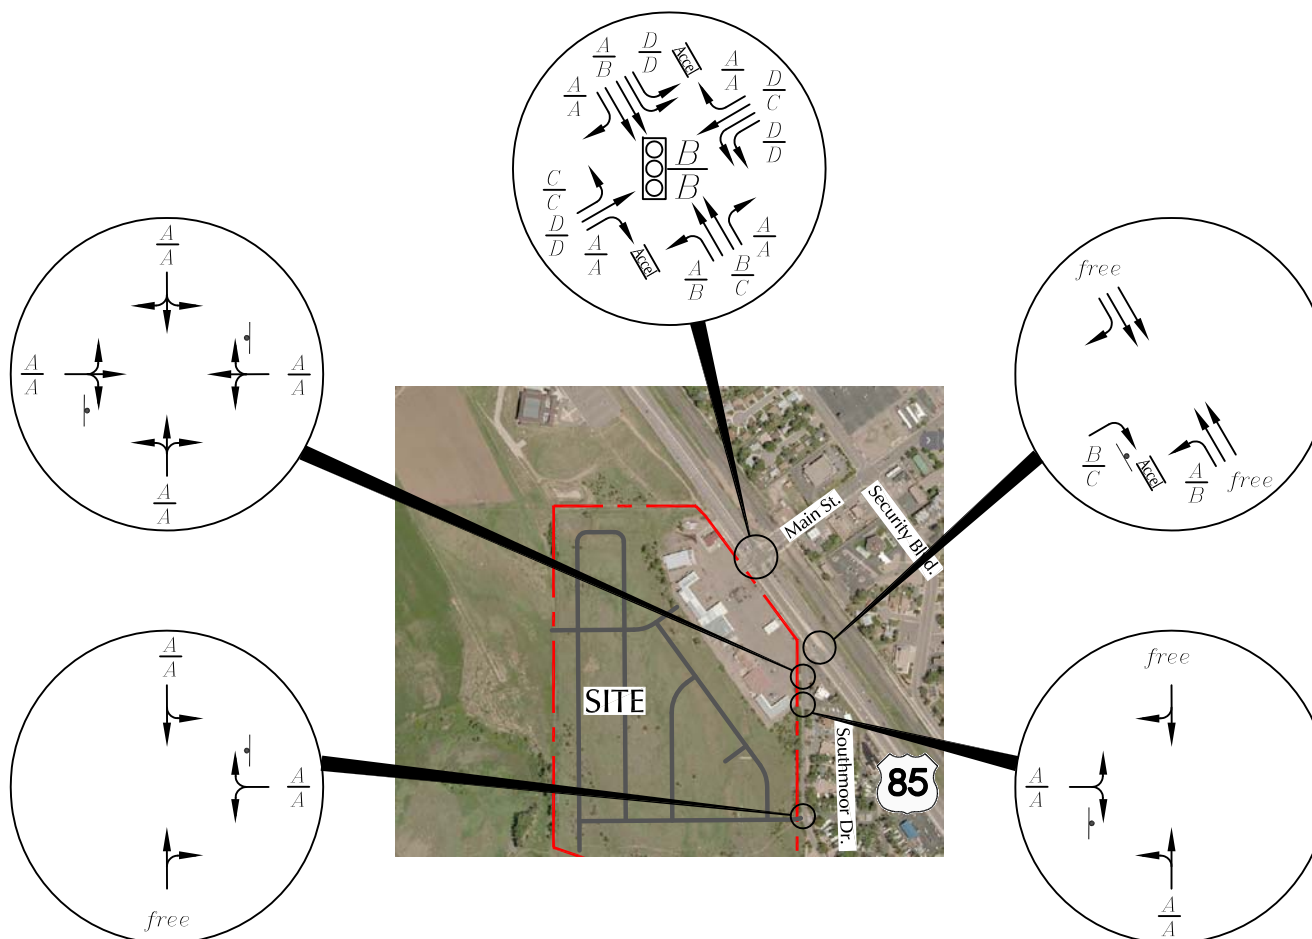 A/B
D/D
Accel
A/A
D/C
A/A
D/D
B/B
C/C
D/D
A/A
Accel
A/B
B/C
A/A
A/A
A/A
A/A
A/A
free
B/C
Accel
A/B
free
Main St.
Security Blvd.
SITE
Southmoor Dr.
85
A/A
A/A
free
free
A/A
A/A